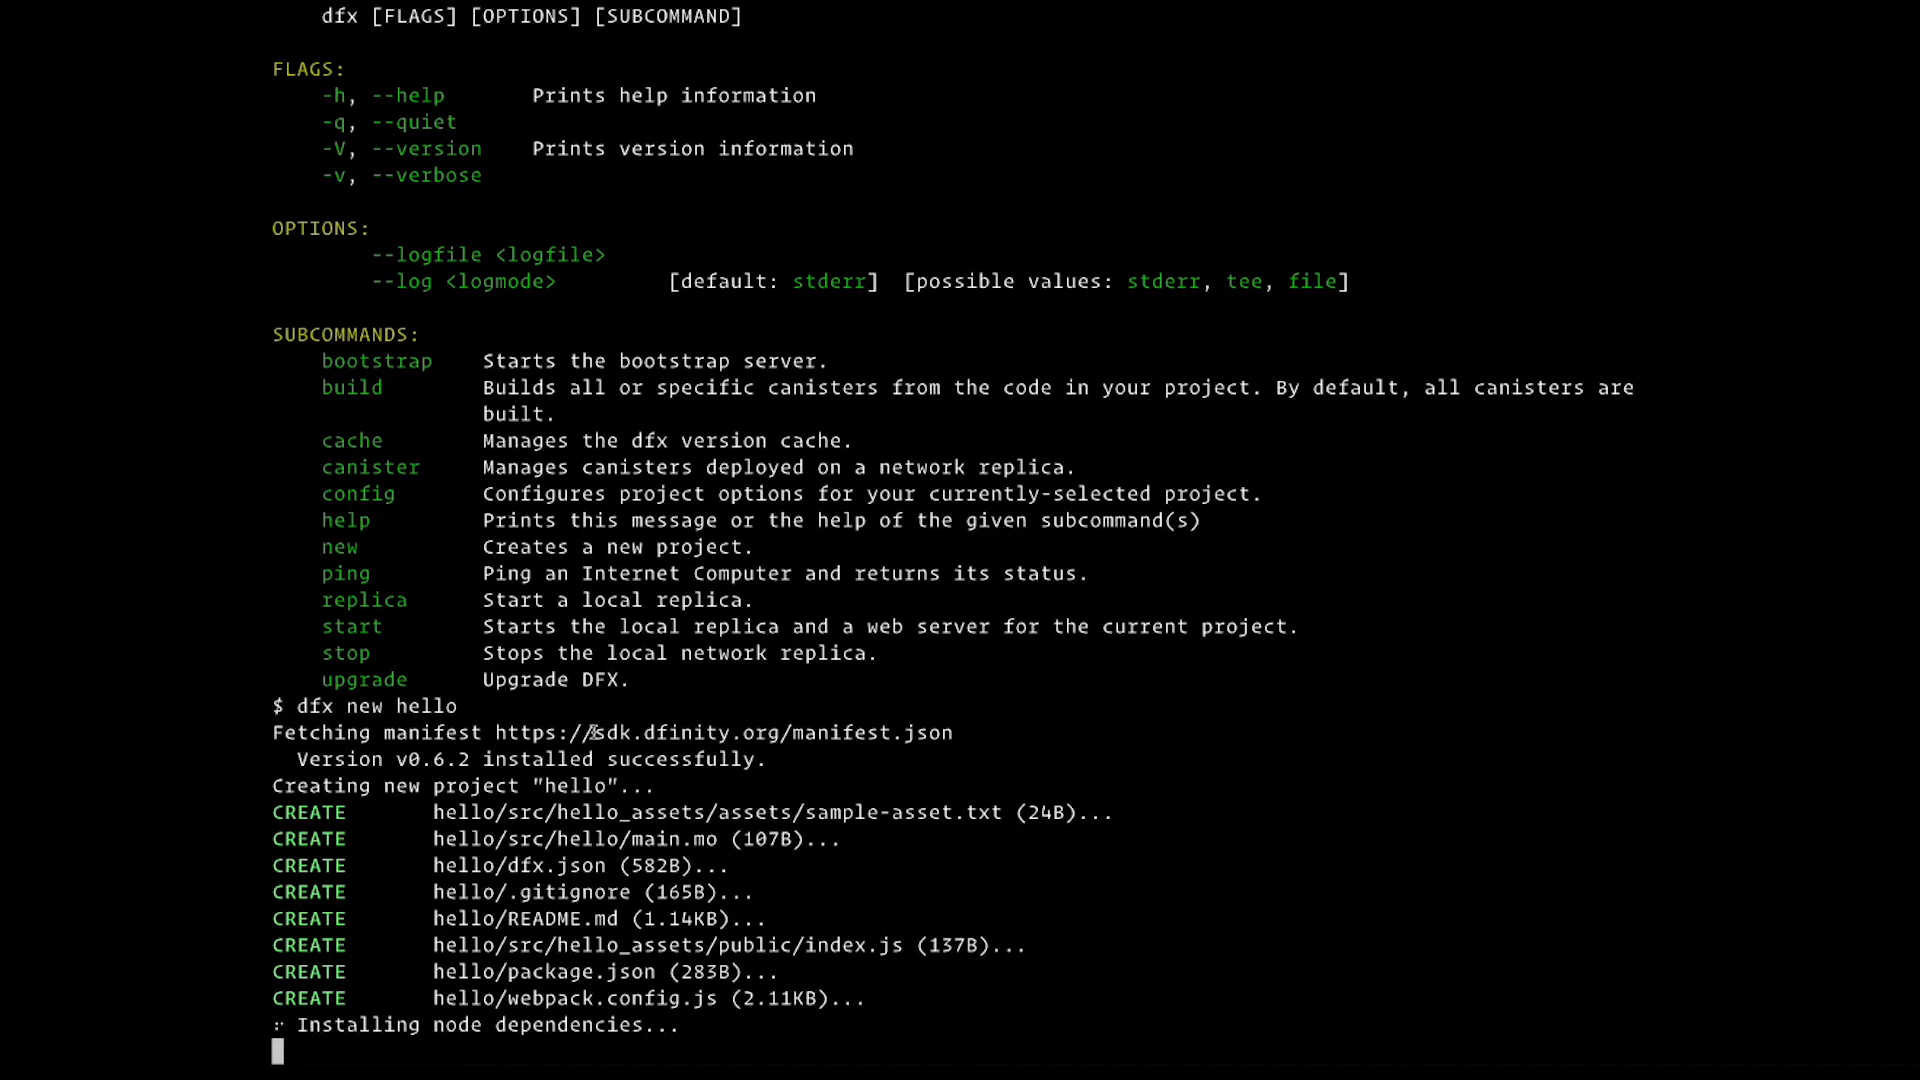 dfx [FLAGS] [OPTIONS] [SUBCOMMAND]
FLAGS:
-h, --help Prints help information
-q, --quiet
-V, --version Prints version information
-v, --verbose
OPTIONS:
--logfile <logfile>
--log <logmode> [default: stderr] [possible values: stderr, tee, file]
SUBCOMMANDS:
bootstrap Starts the bootstrap server.
build Builds all or specific canisters from the code in your project. By default, all canisters are
built.
cache Manages the dfx version cache.
canister Manages canisters deployed on a network replica.
config Configures project options for your currently-selected project.
help Prints this message or the help of the given subcommand(s)
new Creates a new project.
ping Ping an Internet Computer and returns its status.
replica Start a local replica.
start Starts the local replica and a web server for the current project.
stop Stops the local network replica.
upgrade Upgrade DFX.
$ dfx new hello
Fetching manifest https://sdk.dfinity.org/manifest.json
Version v0.6.2 installed successfully.
Creating new project "hello"...
CREATE hello/src/hello_assets/assets/sample-asset.txt (24B)...
CREATE hello/src/hello/main.mo (107B)...
CREATE hello/dfx.json (582B)...
CREATE hello/.gitignore (165B)...
CREATE hello/README.md (1.14KB)...
CREATE hello/src/hello_assets/public/index.js (137B)...
CREATE hello/package.json (283B)...
CREATE hello/webpack.config.js (2.11KB)...
Installing node dependencies...